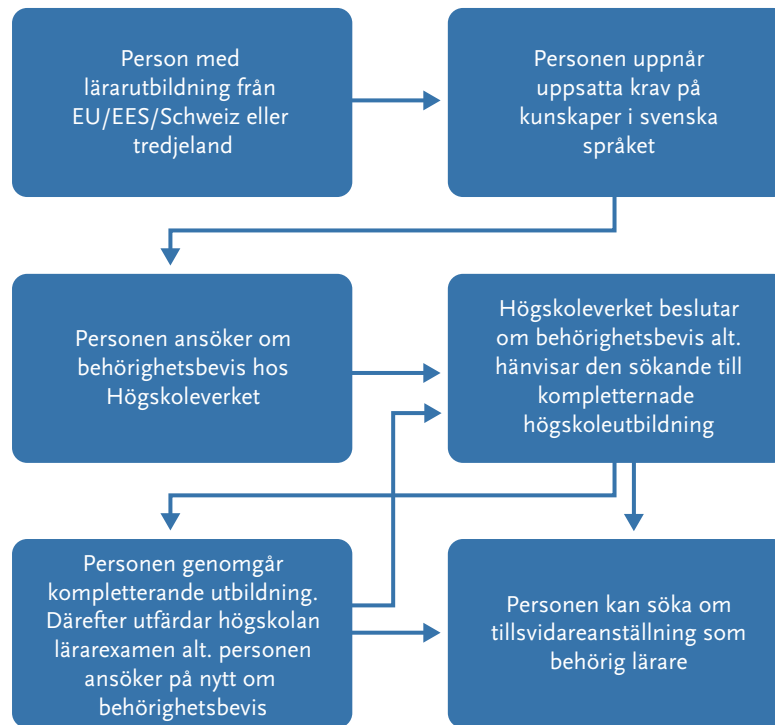 Person med
lärarutbildning från
EU/EES/Schweiz eller
tredjeland
Personen uppnår
uppsatta krav på
kunskaper i svenska
språket
Personen ansöker om
behörighetsbevis hos
Högskoleverket
Högskoleverket beslutar
om behörighetsbevis alt.
hänvisar den sökande till
kompletternade
högskoleutbildning
Personen genomgår
kompletterande utbildning.
Därefter utfärdar högskolan
lärarexamen alt. personen
ansöker på nytt om
behörighetsbevis
Personen kan söka om
tillsvidareanställning som
behörig lärare